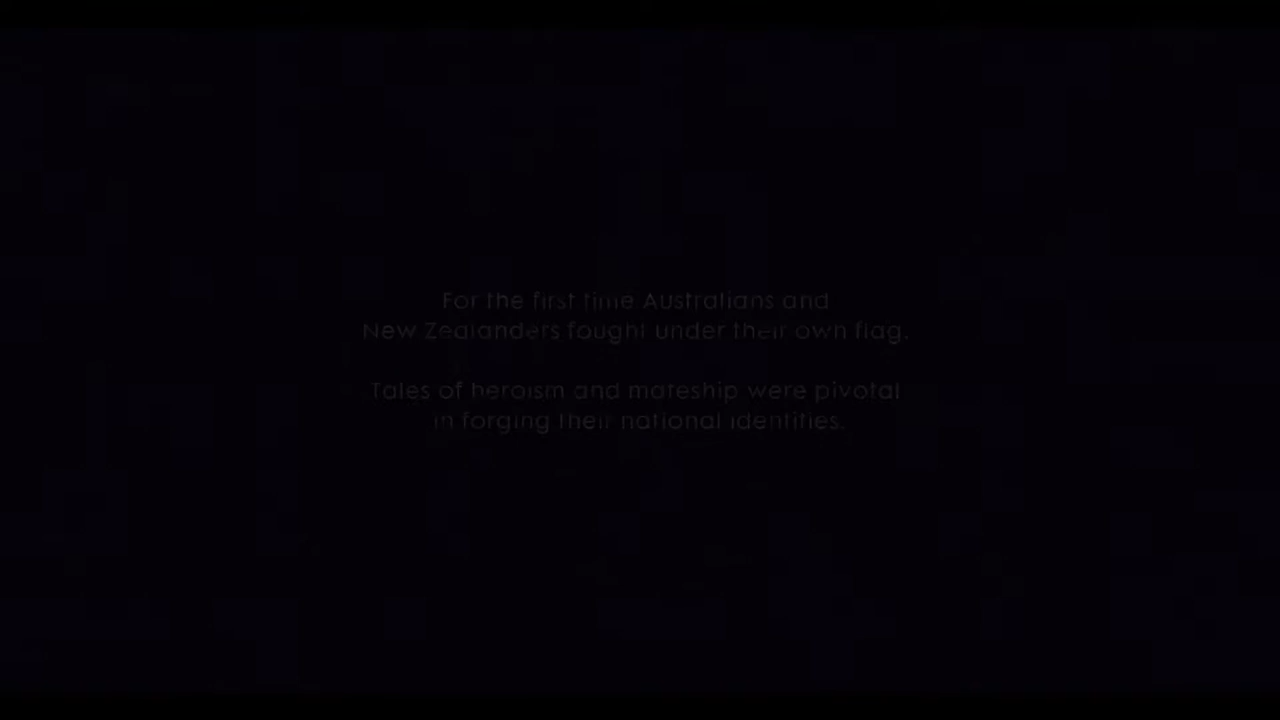 For the first time Australians and
New Zealanders fought under their own flag.
Tales of heroism and mateship were pivotal
in forging their national identities.